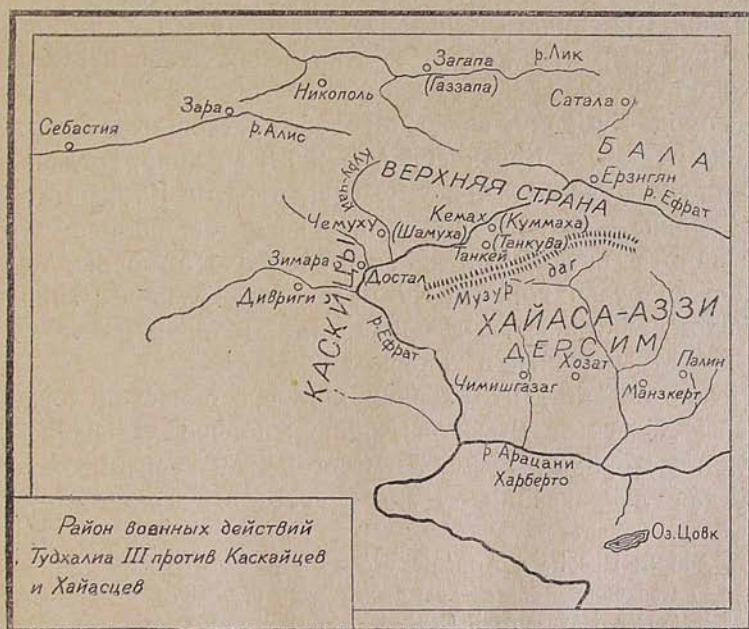 Загапа
р. Лик
(Газзапа)
Никополь
Сатала
Зара
Себастия
р. Алис
БАЛА
Куру-чай
ВЕРХНЯЯ СТРАНА
Ерзнгян
р. Ефрат
Кемах
(Куммаха)
Чемуху
(Шамуха)
(Танкува)
Танкей
Зимара
Достал
Дивриги
Музур даг
КАСКИЙЦЫ
р. Ефрат
ХАЙАСА-АЗЗИ
ДЕРСИМ
Хозат
Палин
Чимишгазаг
Манзкерт
р. Арацани
Харберто
Оз. Цовк
Район военных действий
Тудхалиа III против Каскайцев
и Хайасцев